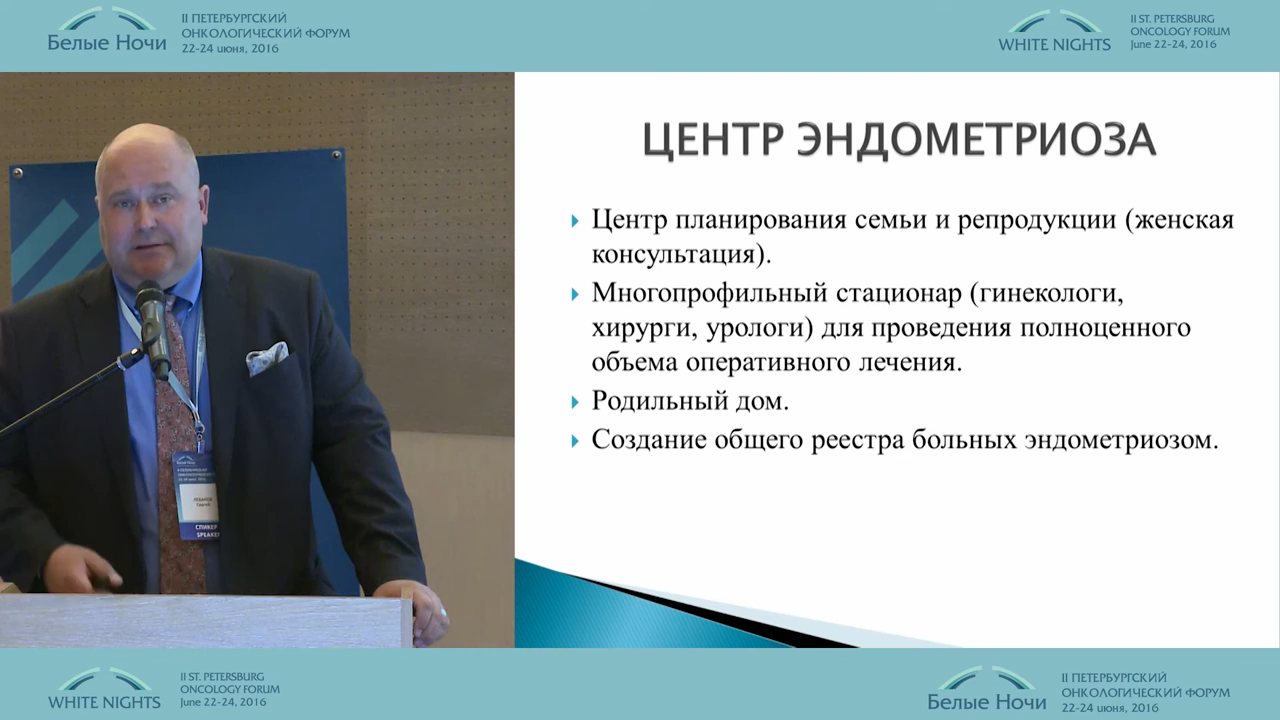 II ПЕТЕРБУРГСКИЙ
ОНКОЛОГИЧЕСКИЙ ФОРУМ
22-24 июня, 2016
Белые Ночи
WHITE NIGHTS
II ST. PETERSBURG
ONCOLOGY FORUM
June 22-24, 2016
ЦЕНТР ЭНДОМЕТРИОЗА
Центр планирования семьи и репродукции (женская
консультация).
Многопрофильный стационар (гинекологи,
хирурги, урологи) для проведения полноценного
объема оперативного лечения.
Родильный дом.
Создание общего реестра больных эндометриозом.
Белые Ночи
СПИКЕР
SPEAKER
WHITE NIGHTS
II ST. PETERSBURG
ONCOLOGY FORUM
June 22-24, 2016
Белые Ночи
II ПЕТЕРБУРГСКИЙ
ОНКОЛОГИЧЕСКИЙ ФОРУМ
22-24 июня, 2016